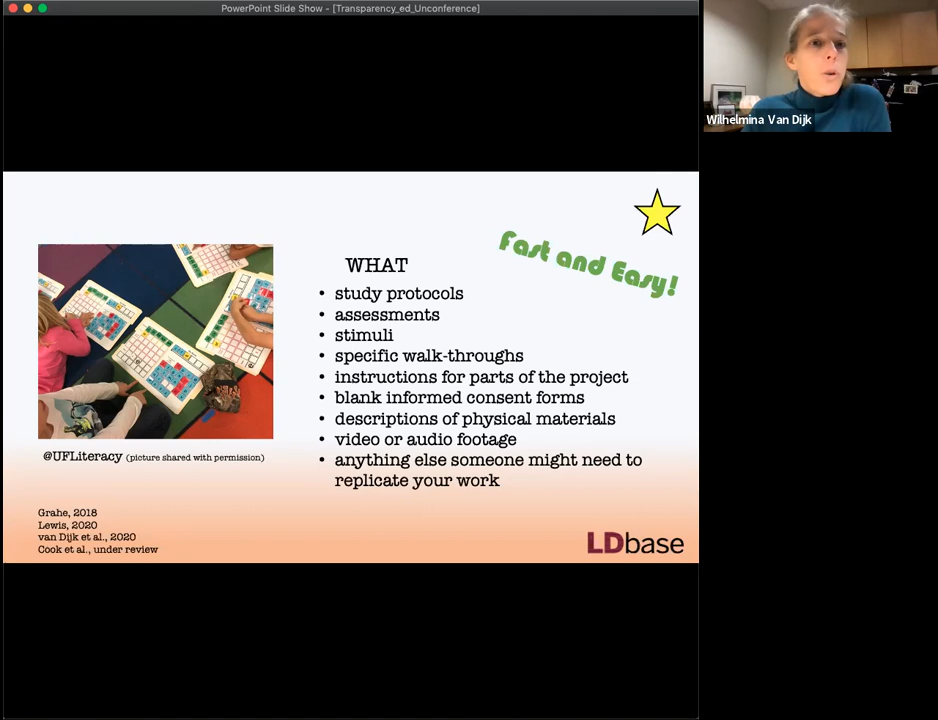 PowerPoint Slide Show - [Transparency_ed_Unconference]
Wilhelmina Van Dijk
Fast and Easy!
WHAT
• study protocols
• assessments
• stimuli
• specific walk-throughs
• instructions for parts of the project
• blank informed consent forms
• descriptions of physical materials
• video or audio footage
• anything else someone might need to
replicate your work
@UFLiteracy (picture shared with permission)
Grahe, 2018
Lewis, 2020
van Dijk et al., 2020
Cook et al., under review
LDbase